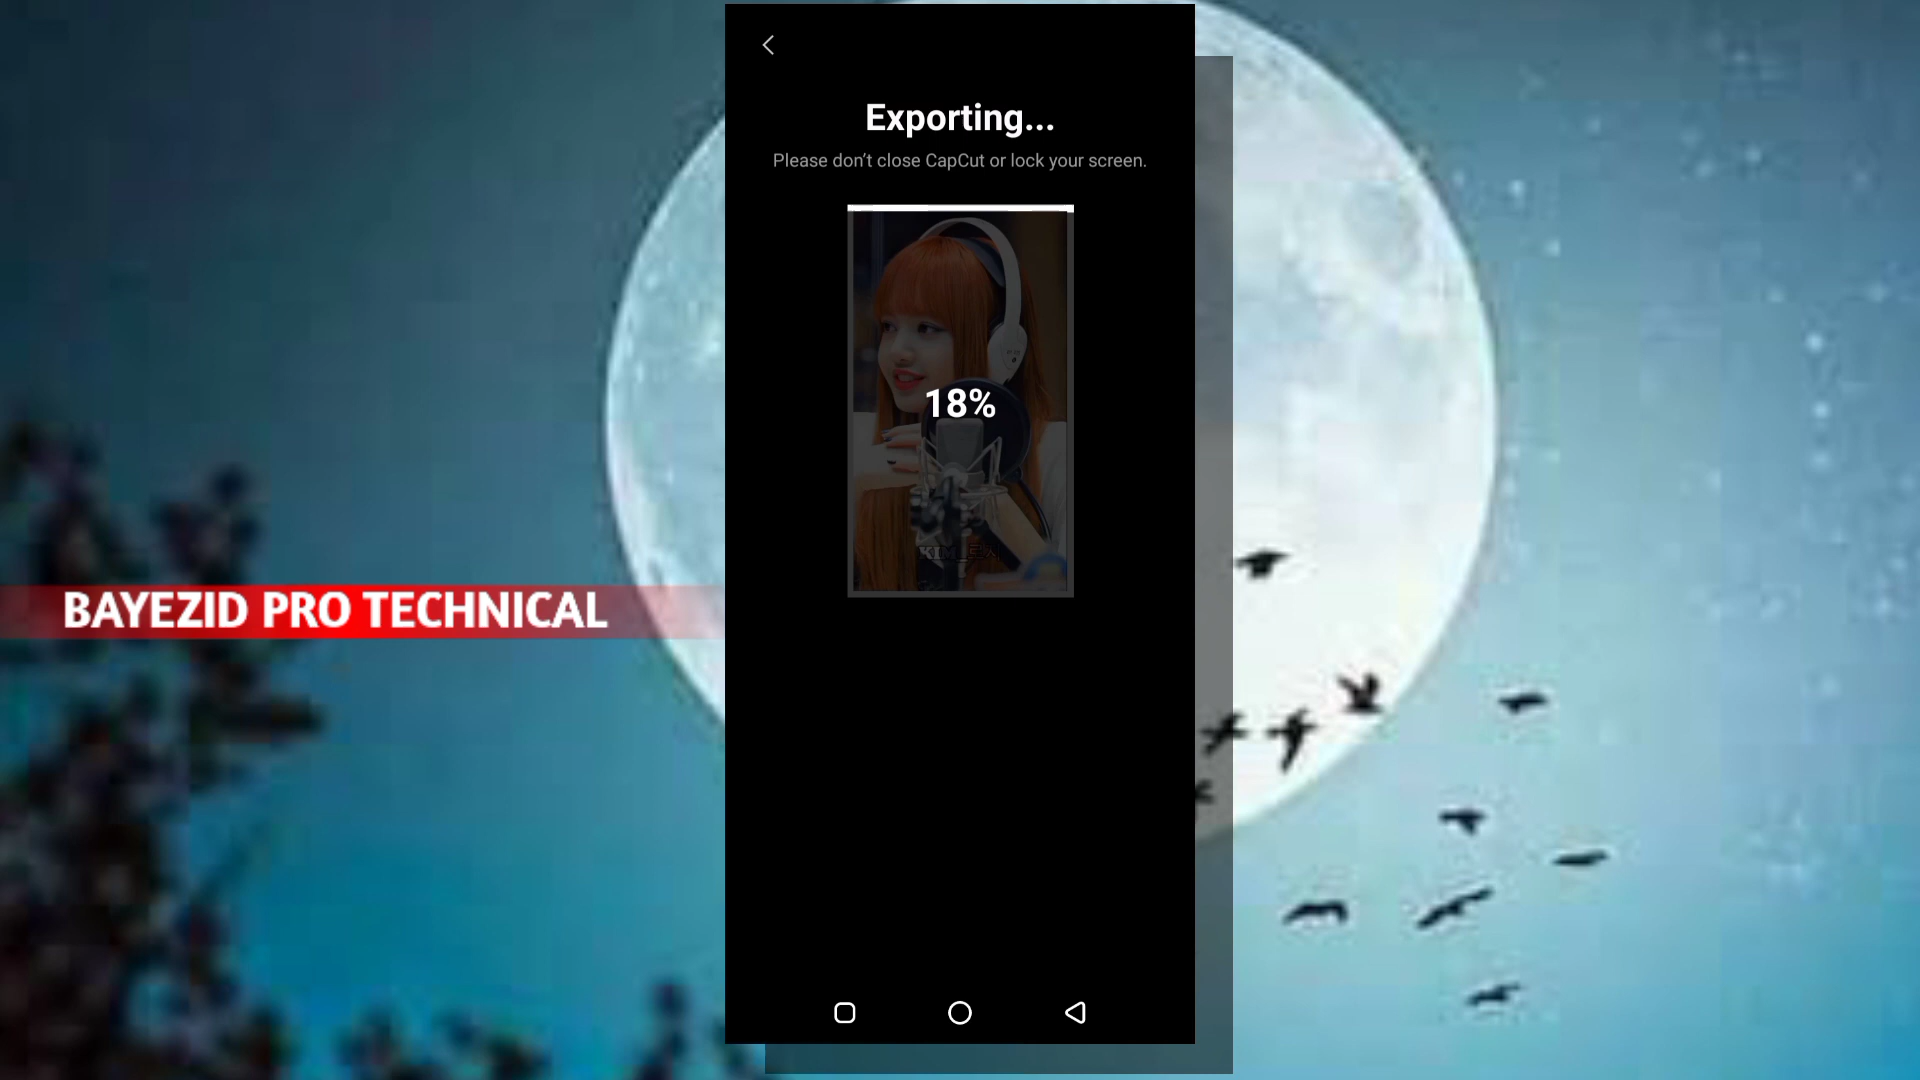 Exporting...
Please don’t close CapCut or lock your screen.
18%
BAYEZID PRO TECHNICAL